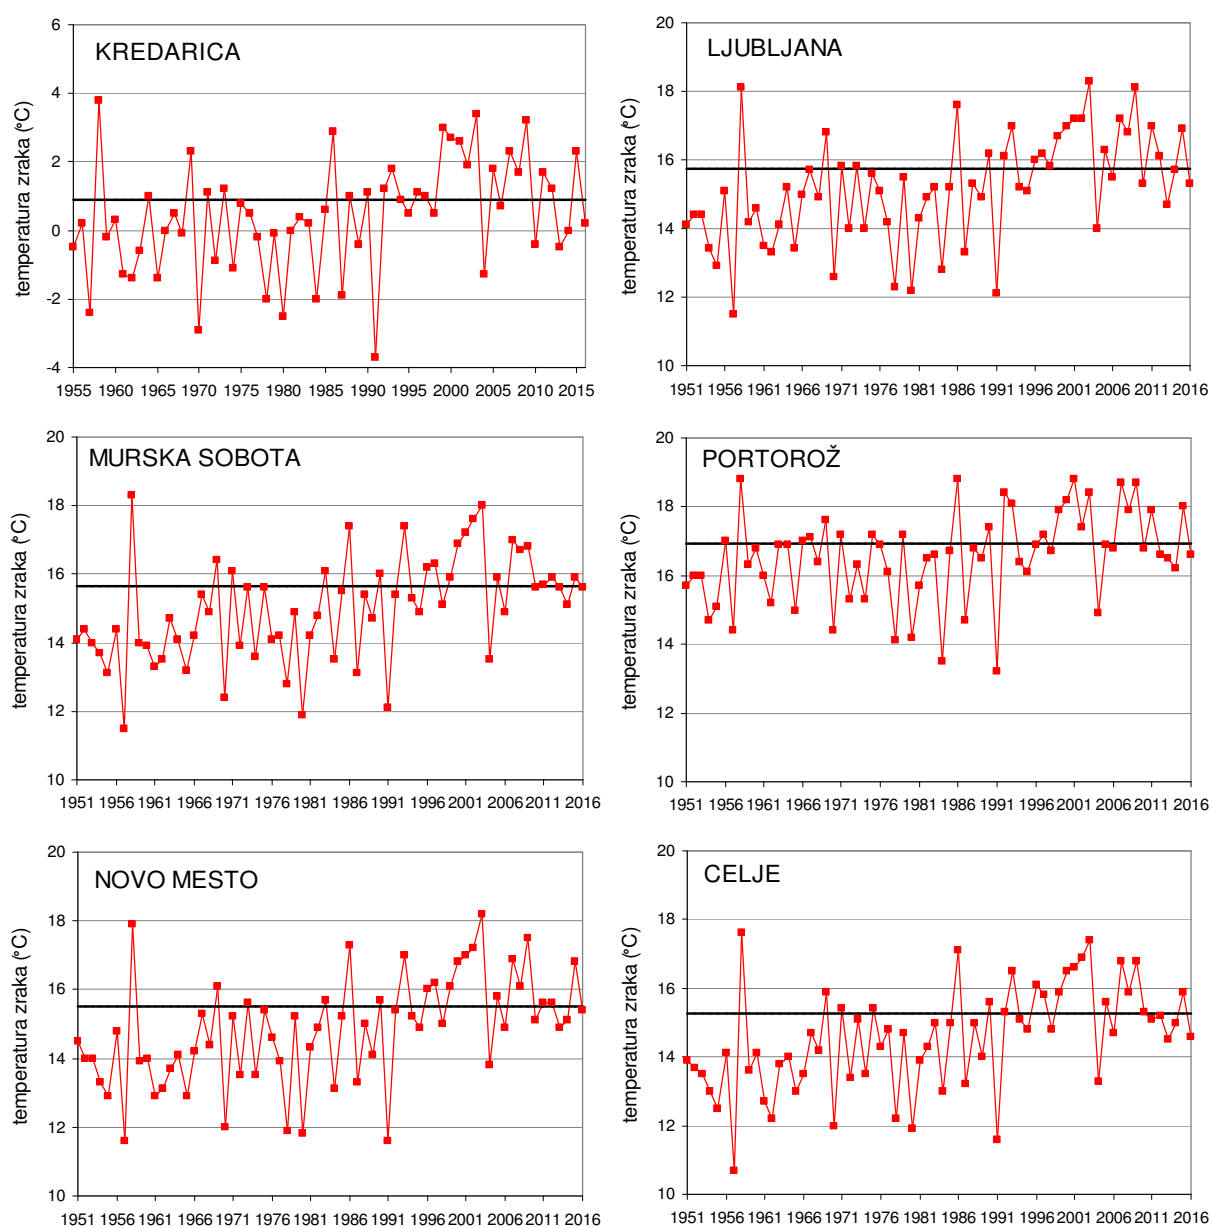 KREDARICA
temperatura zraka (°C)
6
4
2
0
-2
-4
1955 1960 1965 1970 1975 1980 1985 1990 1995 2000 2005 2010 2015
LJUBLJANA
temperatura zraka (°C)
20
18
16
14
12
10
1951 1956 1961 1966 1971 1976 1981 1986 1991 1996 2001 2006 2011 2016
MURSKA SOBOTA
temperatura zraka (°C)
20
18
16
14
12
10
1951 1956 1961 1966 1971 1976 1981 1986 1991 1996 2001 2006 2011 2016
PORTOROŽ
temperatura zraka (°C)
20
18
16
14
12
10
1951 1956 1961 1966 1971 1976 1981 1986 1991 1996 2001 2006 2011 2016
NOVO MESTO
temperatura zraka (°C)
20
18
16
14
12
10
1951 1956 1961 1966 1971 1976 1981 1986 1991 1996 2001 2006 2011 2016
CELJE
temperatura zraka (°C)
20
18
16
14
12
10
1951 1956 1961 1966 1971 1976 1981 1986 1991 1996 2001 2006 2011 2016